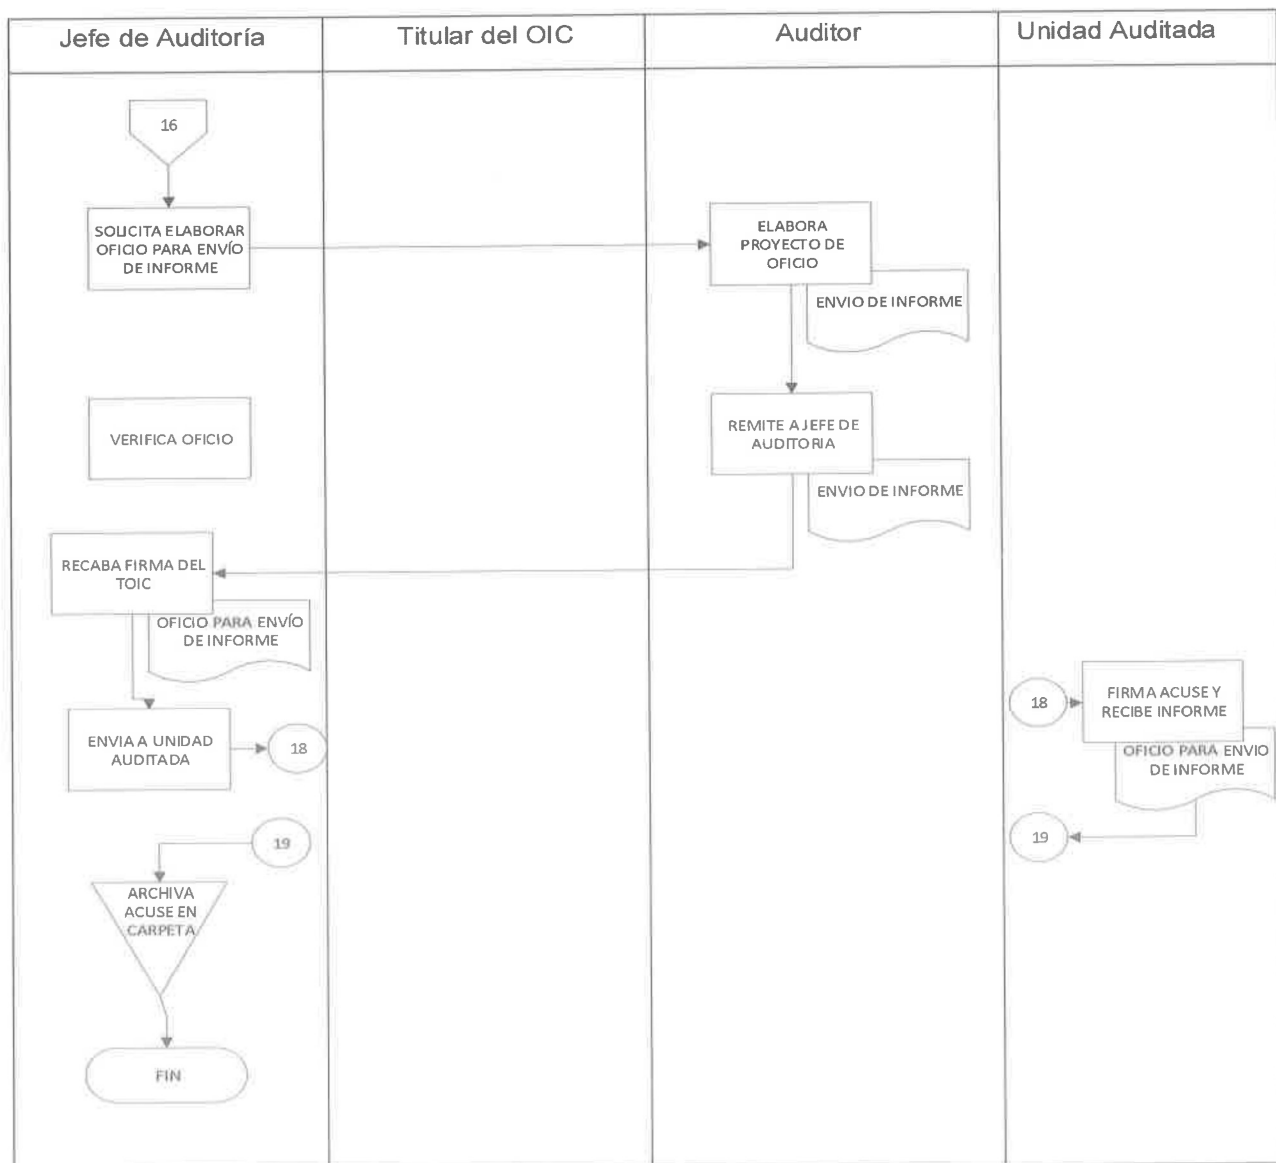 Jefe de Auditoría
Titular del OIC
Auditor
Unidad Auditada
16
SOLICITA ELABORAR
OFICIO PARA ENVÍO
DE INFORME
ELABORA
PROYECTO DE
OFICIO
ENVIO DE INFORME
VERIFICA OFICIO
REMITE A JEFE DE
AUDITORIA
ENVIO DE INFORME
RECABA FIRMA DEL
TOIC
OFICIO PARA ENVÍO
DE INFORME
18
FIRMA ACUSE Y
RECIBE INFORME
OFICIO PARA ENVIO
DE INFORME
ENVIA A UNIDAD
AUDITADA
18
19
19
ARCHIVA
ACUSE EN
CARPETA
FIN